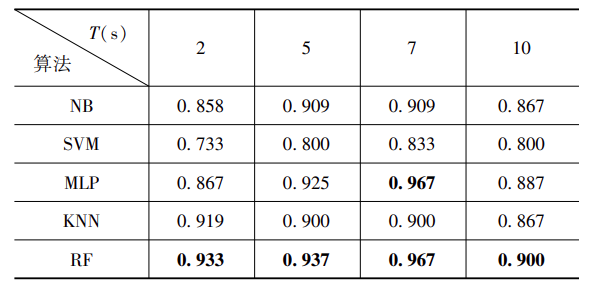 T(s)
算法
2 5 7 10
NB 0.858 0.909 0.909 0.867
SVM 0.733 0.800 0.833 0.800
MLP 0.867 0.925 0.967 0.887
KNN 0.919 0.900 0.900 0.867
RF 0.933 0.937 0.967 0.900